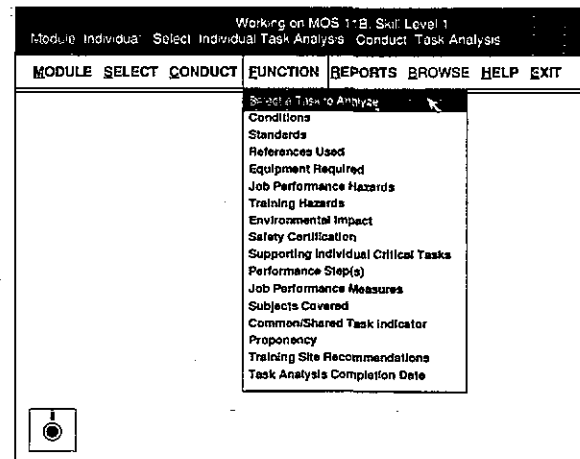 Working on MOS 11B, Skill Level 1
Module: Individual Select: Individual Task Analysis Conduct: Task Analysis
MODULE SELECT CONDUCT FUNCTION REPORTS BROWSE HELP EXIT
Select a Task to Analyze
Conditions
Standards
References Used
Equipment Required
Job Performance Hazards
Training Hazards
Environmental Impact
Safety Certification
Supporting Individual Critical Tasks
Performance Step(s)
Job Performance Measures
Subjects Covered
Common/Shared Task Indicator
Proponency
Training Site Recommendations
Task Analysis Completion Date